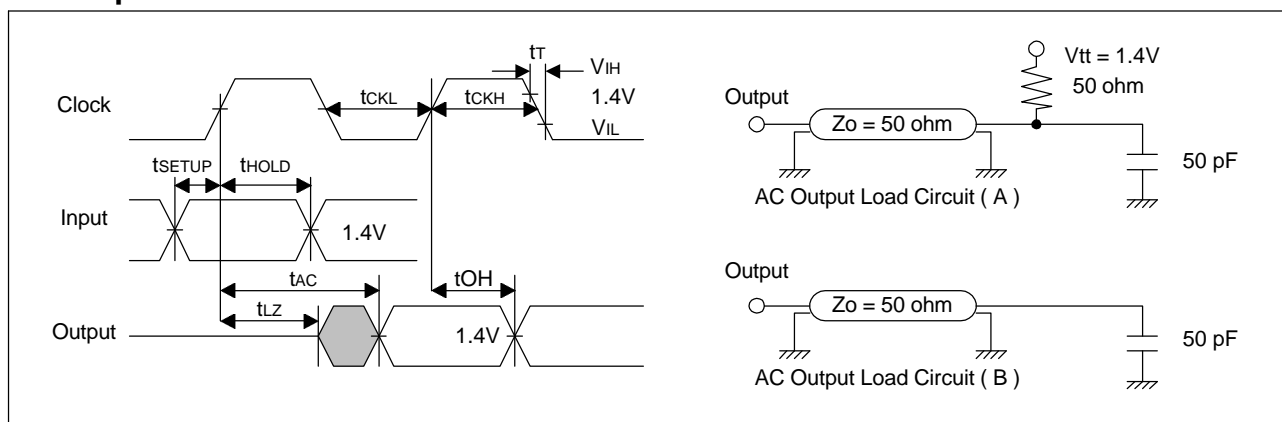 Clock
tCKL
tCKH
tT
VIH
1.4V
VIL
tSETUP
tHOLD
Input
1.4V
tAC
tOH
tLZ
Output
1.4V
Vtt = 1.4V
50 ohm
Output
Zo = 50 ohm
50 pF
AC Output Load Circuit ( A )
Output
Zo = 50 ohm
50 pF
AC Output Load Circuit ( B )